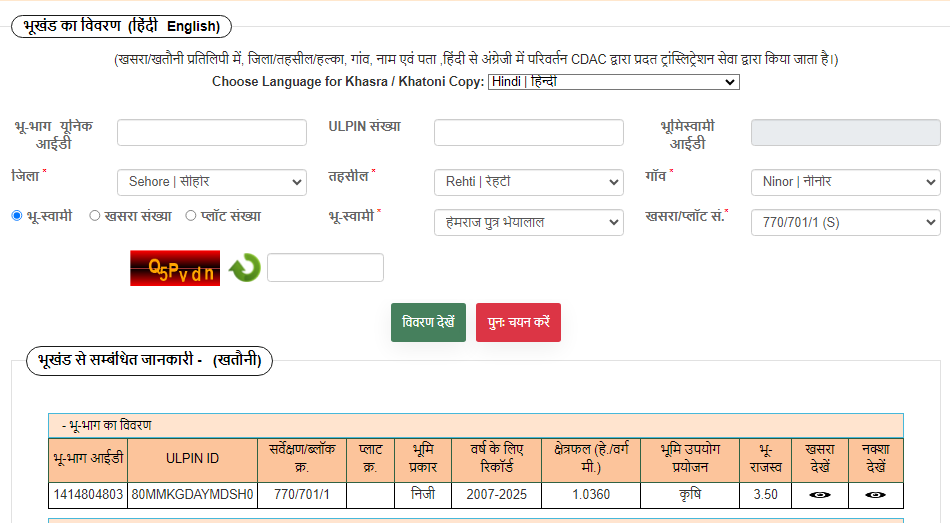 भूखंड का विवरण (हिंदी English)
(खसरा/खतौनी प्रतिलिपी में, जिला/तहसील/हल्का, गांव, नाम एवं पता ,हिंदी से अंग्रेजी में परिवर्तन CDAC द्वारा प्रदत ट्रांस्लिट्रेशन सेवा द्वारा किया जाता है।)
Choose Language for Khasra / Khatoni Copy: Hindi | हिन्दी
भू-भाग यूनिक आईडी ULPIN संख्या भूमिस्वामी आईडी
जिला * Sehore | सीहोर तहसील * Rehti | रेहटी गाँव * Ninor | नीनोर
भू-स्वामी खसरा संख्या प्लॉट संख्या भू-स्वामी * हेमराज पुत्र भैयालाल खसरा/प्लॉट सं.* 770/701/1 (S)
Q5Pvdn
विवरण देखें पुनः चयन करें
भूखंड से सम्बंधित जानकारी - (खतौनी)
- भू-भाग का विवरण
भू-भाग आईडी ULPIN ID सर्वेक्षण/ब्लॉक क्र. प्लाट क्र. भूमि प्रकार वर्ष के लिए रिकॉर्ड क्षेत्रफल (हे./वर्ग मी.) भूमि उपयोग प्रयोजन भू-राजस्व खसरा देखें नक्शा देखें
1414804803 80MMKGDAYMDSH0 770/701/1 निजी 2007-2025 1.0360 कृषि 3.50